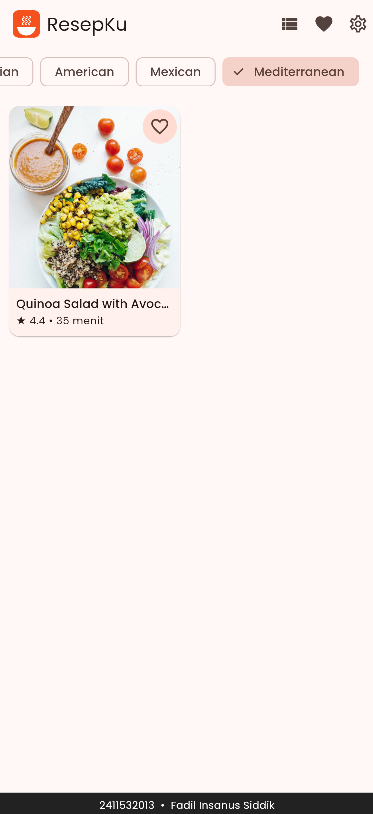 ResepKu
ian
American
Mexican
Mediterranean
Quinoa Salad with Avoc...
★ 4.4 • 35 menit
2411532013 • Fadil Insanus Siddik